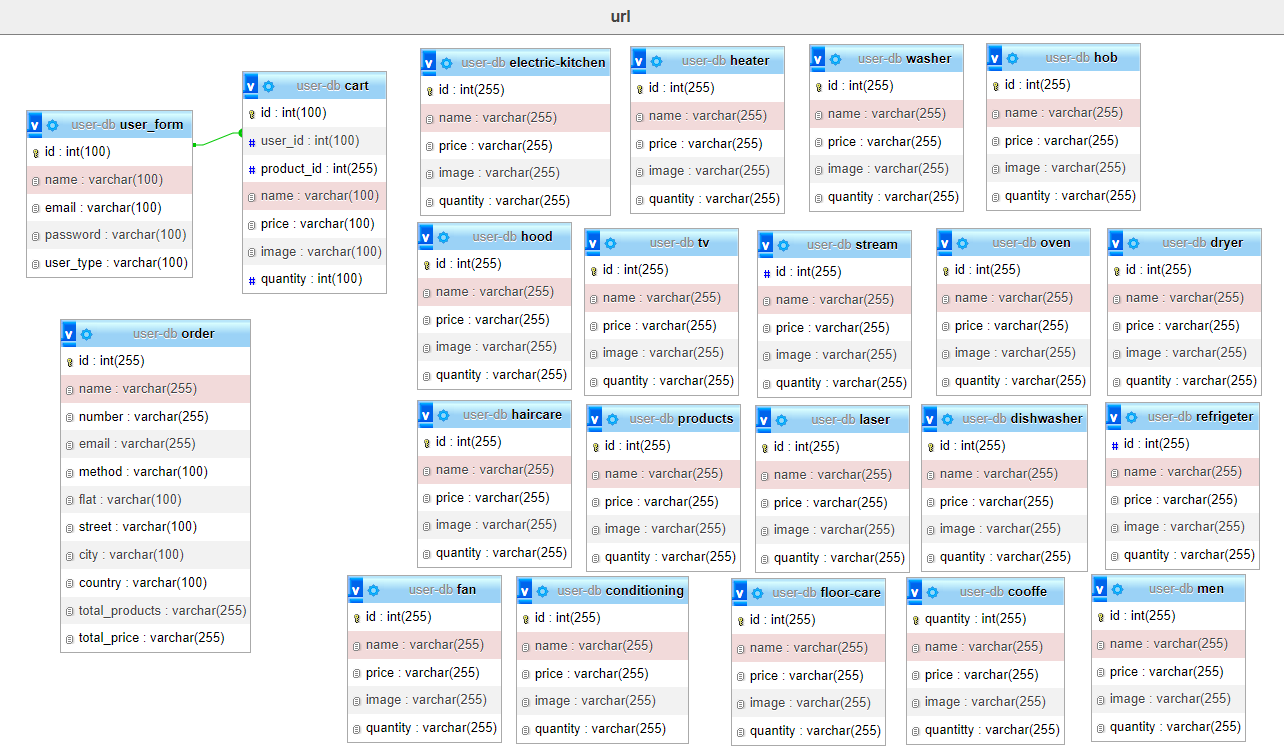 url
user-db user_form
id : int(100)
name : varchar(100)
email : varchar(100)
password : varchar(100)
user_type : varchar(100)
user-db cart
id : int(100)
user_id : int(100)
product_id : int(255)
name : varchar(100)
price : varchar(100)
image : varchar(100)
quantity : int(100)
user-db electric-kitchen
id : int(255)
name : varchar(255)
price : varchar(255)
image : varchar(255)
quantity : varchar(255)
user-db heater
id : int(255)
name : varchar(255)
price : varchar(255)
image : varchar(255)
quantity : varchar(255)
user-db washer
id : int(255)
name : varchar(255)
price : varchar(255)
image : varchar(255)
quantity : varchar(255)
user-db hob
id : int(255)
name : varchar(255)
price : varchar(255)
image : varchar(255)
quantity : varchar(255)
user-db hood
id : int(255)
name : varchar(255)
price : varchar(255)
image : varchar(255)
quantity : varchar(255)
user-db tv
id : int(255)
name : varchar(255)
price : varchar(255)
image : varchar(255)
quantity : varchar(255)
user-db stream
id : int(255)
name : varchar(255)
price : varchar(255)
image : varchar(255)
quantity : varchar(255)
user-db oven
id : int(255)
name : varchar(255)
price : varchar(255)
image : varchar(255)
quantity : varchar(255)
user-db dryer
id : int(255)
name : varchar(255)
price : varchar(255)
image : varchar(255)
quantity : varchar(255)
user-db order
id : int(255)
name : varchar(255)
number : varchar(255)
email : varchar(255)
method : varchar(100)
flat : varchar(100)
street : varchar(100)
city : varchar(100)
country : varchar(100)
total_products : varchar(255)
total_price : varchar(255)
user-db haircare
id : int(255)
name : varchar(255)
price : varchar(255)
image : varchar(255)
quantity : varchar(255)
user-db products
id : int(255)
name : varchar(255)
price : varchar(255)
image : varchar(255)
quantity : varchar(255)
user-db laser
id : int(255)
name : varchar(255)
price : varchar(255)
image : varchar(255)
quantity : varchar(255)
user-db dishwasher
id : int(255)
name : varchar(255)
price : varchar(255)
image : varchar(255)
quantity : varchar(255)
user-db refrigeter
id : int(255)
name : varchar(255)
price : varchar(255)
image : varchar(255)
quantity : varchar(255)
user-db fan
id : int(255)
name : varchar(255)
price : varchar(255)
image : varchar(255)
quantity : varchar(255)
user-db conditioning
id : int(255)
name : varchar(255)
price : varchar(255)
image : varchar(255)
quantity : varchar(255)
user-db floor-care
id : int(255)
name : varchar(255)
price : varchar(255)
image : varchar(255)
quantity : varchar(255)
user-db cooffe
quantity : int(255)
name : varchar(255)
price : varchar(255)
image : varchar(255)
quantitty : varchar(255)
user-db men
id : int(255)
name : varchar(255)
price : varchar(255)
image : varchar(255)
quantity : varchar(255)